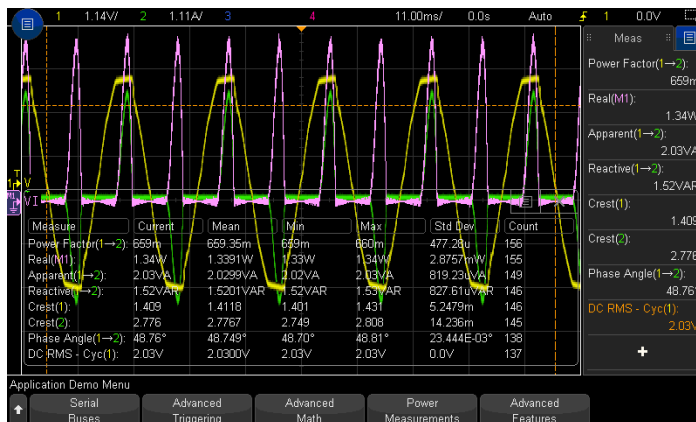 1 1.14V/ 2 1.11A/ 3 4 11.00ms/ 0.0s Auto 1 0.0V
Meas
Power Factor(1→2):
659m
Real(M1):
1.34W
Apparent(1→2):
2.03VA
Reactive(1→2):
1.52VAR
Crest(1):
1.409
Crest(2):
2.776
Phase Angle(1→2):
48.76°
DC RMS - Cyc(1):
2.03V
T
1 V
VI
Measure Current Mean Min Max Std Dev Count
Power Factor(1→2): 659m 659.35m 659m 660m 477.28u 156
Real(M1): 1.34W 1.3391W 1.33W 1.34W 2.8757mW 155
Apparent(1→2): 2.03VA 2.0299VA 2.02VA 2.03VA 819.23uVA 149
Reactive(1→2): 1.52VAR 1.5201VAR 1.52VAR 1.53VAR 827.61uVAR 146
Crest(1): 1.409 1.4118 1.401 1.431 5.2479m 146
Crest(2): 2.776 2.7767 2.749 2.808 14.236m 145
Phase Angle(1→2): 48.76° 48.749° 48.70° 48.81° 23.444E-03° 138
DC RMS - Cyc(1): 2.03V 2.0300V 2.03V 2.03V 0.0V 137
Application Demo Menu
Serial Buses
Advanced Triggering
Advanced Math
Power Measurements
Advanced Features